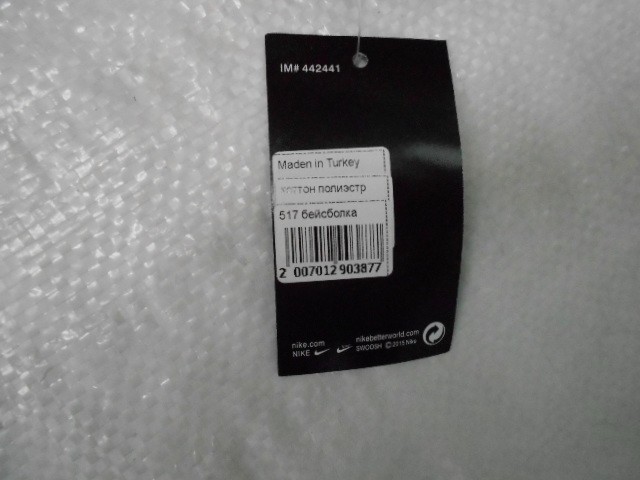 IM# 442441
Maden in Turkey
коттон полиэстр
517 бейсболка
2 007012 903877
nike.com
NIKE
nikebetterworld.com
SWOOSH ©2015 Nike